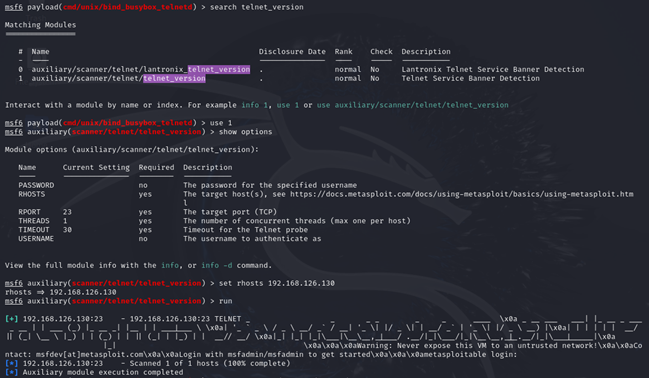 msf6 payload(cmd/unix/bind_busybox_telnetd) > search telnet_version
Matching Modules
================
# Name Disclosure Date Rank Check Description
- ---- --------------- ---- ----- -----------
0 auxiliary/scanner/telnet/lantronix_telnet_version . normal No Lantronix Telnet Service Banner Detection
1 auxiliary/scanner/telnet/telnet_version . normal No Telnet Service Banner Detection
Interact with a module by name or index. For example info 1, use 1 or use auxiliary/scanner/telnet/telnet_version
msf6 payload(cmd/unix/bind_busybox_telnetd) > use 1
msf6 auxiliary(scanner/telnet/telnet_version) > show options
Module options (auxiliary/scanner/telnet/telnet_version):
Name Current Setting Required Description
---- --------------- -------- -----------
PASSWORD no The password for the specified username
RHOSTS yes The target host(s), see https://docs.metasploit.com/docs/using-metasploit/basics/using-metasploit.htm
l
RPORT 23 yes The target port (TCP)
THREADS 1 yes The number of concurrent threads (max one per host)
TIMEOUT 30 yes Timeout for the Telnet probe
USERNAME no The username to authenticate as
View the full module info with the info, or info -d command.
msf6 auxiliary(scanner/telnet/telnet_version) > set rhosts 192.168.126.130
rhosts => 192.168.126.130
msf6 auxiliary(scanner/telnet/telnet_version) > run
[+] 192.168.126.130:23 - 192.168.126.130:23 TELNET
\x0a\x0a\x0aWarning: Never expose this VM to an untrusted network!\x0a\x0aCo
ntact: msfdev[at]metasploit.com\x0a\x0aLogin with msfadmin/msfadmin to get started\x0a\x0a\x0ametasploitable login:
[*] 192.168.126.130:23 - Scanned 1 of 1 hosts (100% complete)
[*] Auxiliary module execution completed